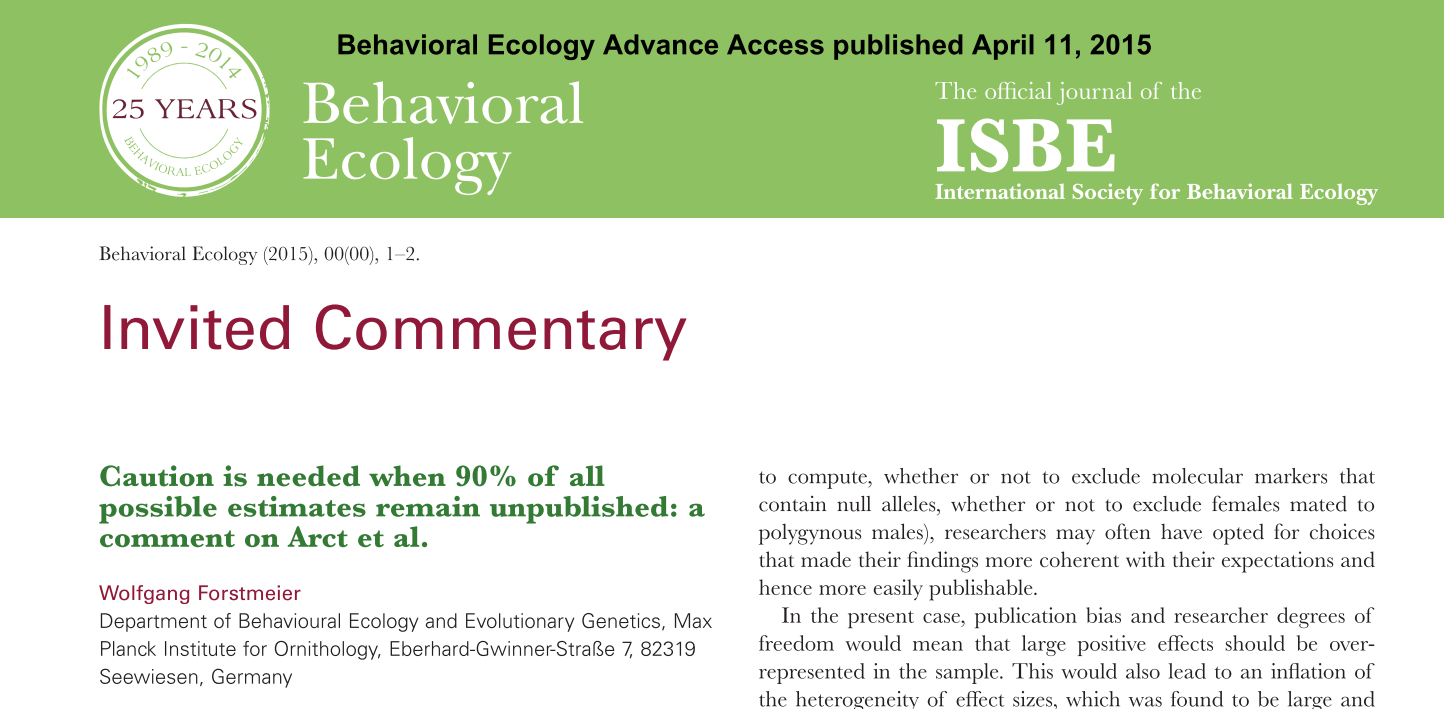 Behavioral Ecology Advance Access published April 11, 2015
1989 - 2014
25 YEARS
BEHAVIORAL ECOLOGY
Behavioral
Ecology
The official journal of the
ISBE
International Society for Behavioral Ecology
Behavioral Ecology (2015), 00(00), 1–2.
Invited Commentary
Caution is needed when 90% of all
possible estimates remain unpublished: a
comment on Arct et al.
Wolfgang Forstmeier
Department of Behavioural Ecology and Evolutionary Genetics, Max
Planck Institute for Ornithology, Eberhard-Gwinner-Straße 7, 82319
Seewiesen, Germany
to compute, whether or not to exclude molecular markers that
contain null alleles, whether or not to exclude females mated to
polygynous males), researchers may often have opted for choices
that made their findings more coherent with their expectations and
hence more easily publishable.
In the present case, publication bias and researcher degrees of
freedom would mean that large positive effects should be over-
represented in the sample. This would also lead to an inflation of
the heterogeneity of effect sizes, which was found to be large and